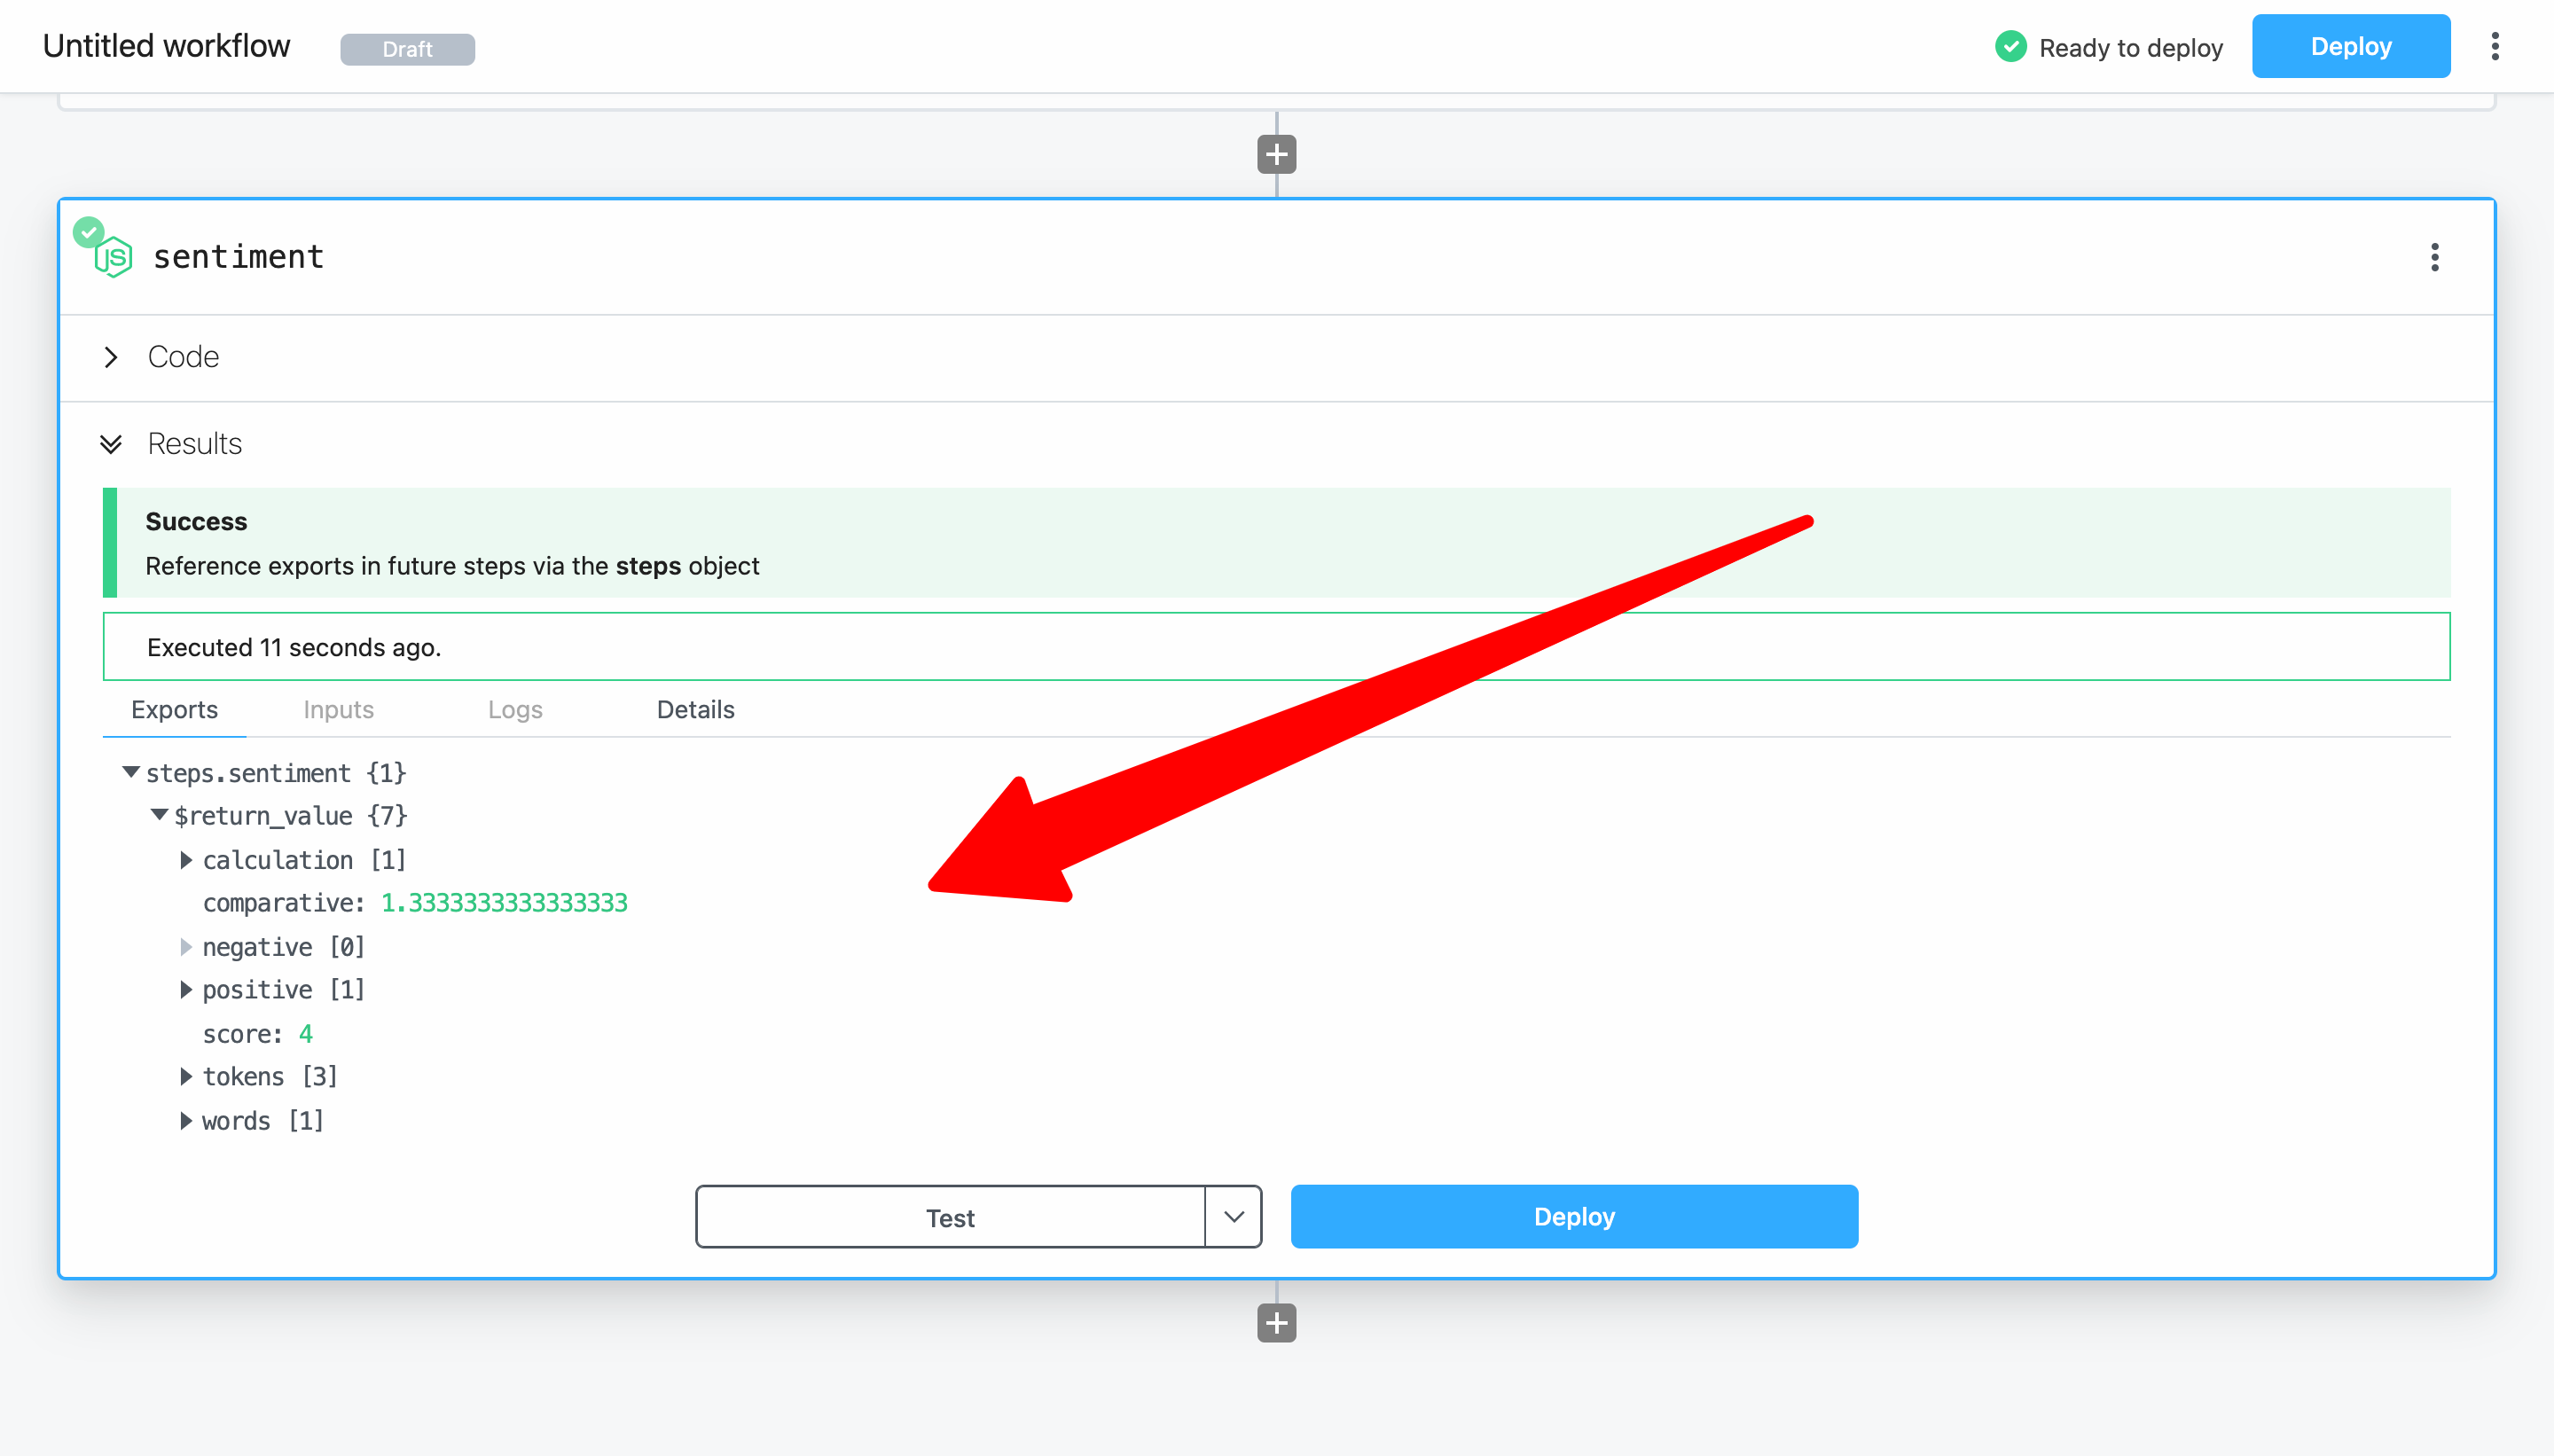 Untitled workflow
Draft
Ready to deploy
Deploy
JS
sentiment
Code
Results
Success
Reference exports in future steps via the steps object
Executed 11 seconds ago.
Exports
Inputs
Logs
Details
steps.sentiment {1}
$return_value {7}
calculation [1]
comparative: 1.3333333333333333
negative [0]
positive [1]
score: 4
tokens [3]
words [1]
Test
Deploy